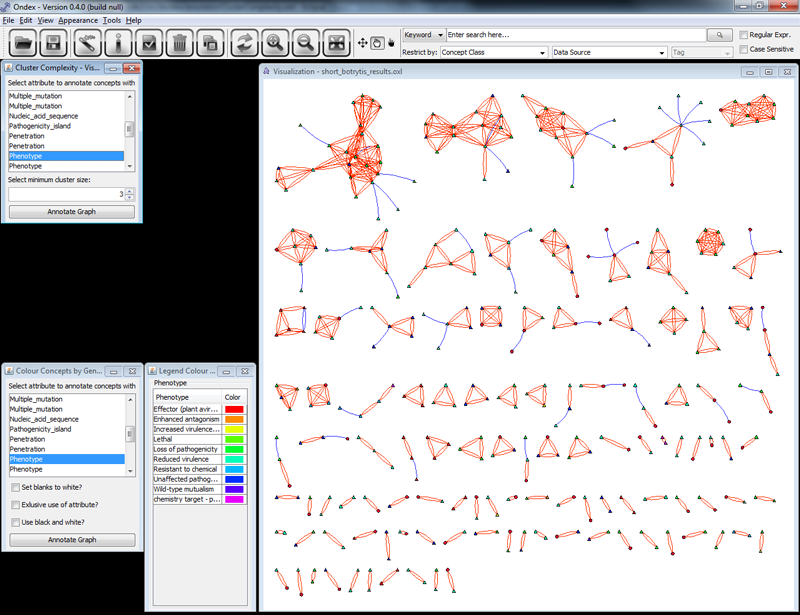 Ondex - Version 0.4.0 (build null)
File Edit View Appearance Tools Help
Keyword
Enter search here...
Regular Expr.
Restrict by:
Concept Class
Data Source
Tag
Case Sensitive
Cluster Complexity - Vis...
Select attribute to annotate concepts with
Multiple_mutation
Multiple_mutation
Nucleic_acid_sequence
Pathogenicity_island
Penetration
Penetration
Phenotype
Phenotype
Select minimum cluster size:
3
Annotate Graph
Visualization - short_botrytis_results.oxl
Colour Concepts by Gen...
Select attribute to annotate concepts with
Multiple_mutation
Multiple_mutation
Nucleic_acid_sequence
Pathogenicity_island
Penetration
Penetration
Phenotype
Phenotype
Set blanks to white?
Exlusive use of attribute?
Use black and white?
Annotate Graph
Legend Colour ...
Phenotype
Phenotype Color
Effector (plant avir...
Enhanced antagonism
Increased virulence...
Lethal
Loss of pathogenicity
Reduced virulence
Resistant to chemical
Unaffected pathog...
Wild-type mutualism
chemistry target - p...